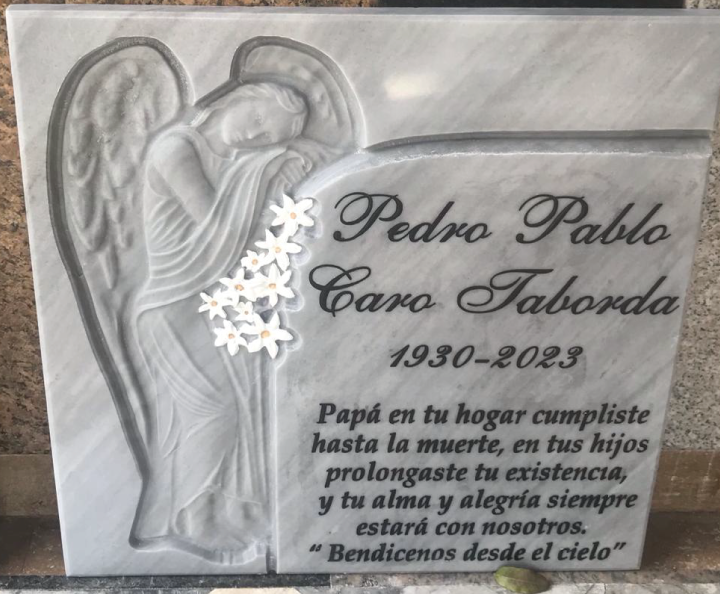 Pedro Pablo
Caro Taborda
1930-2023
Papá en tu hogar cumpliste
hasta la muerte, en tus hijos
prolongaste tu existencia,
y tu alma y alegría siempre
estará con nosotros.
“ Bendicenos desde el cielo”